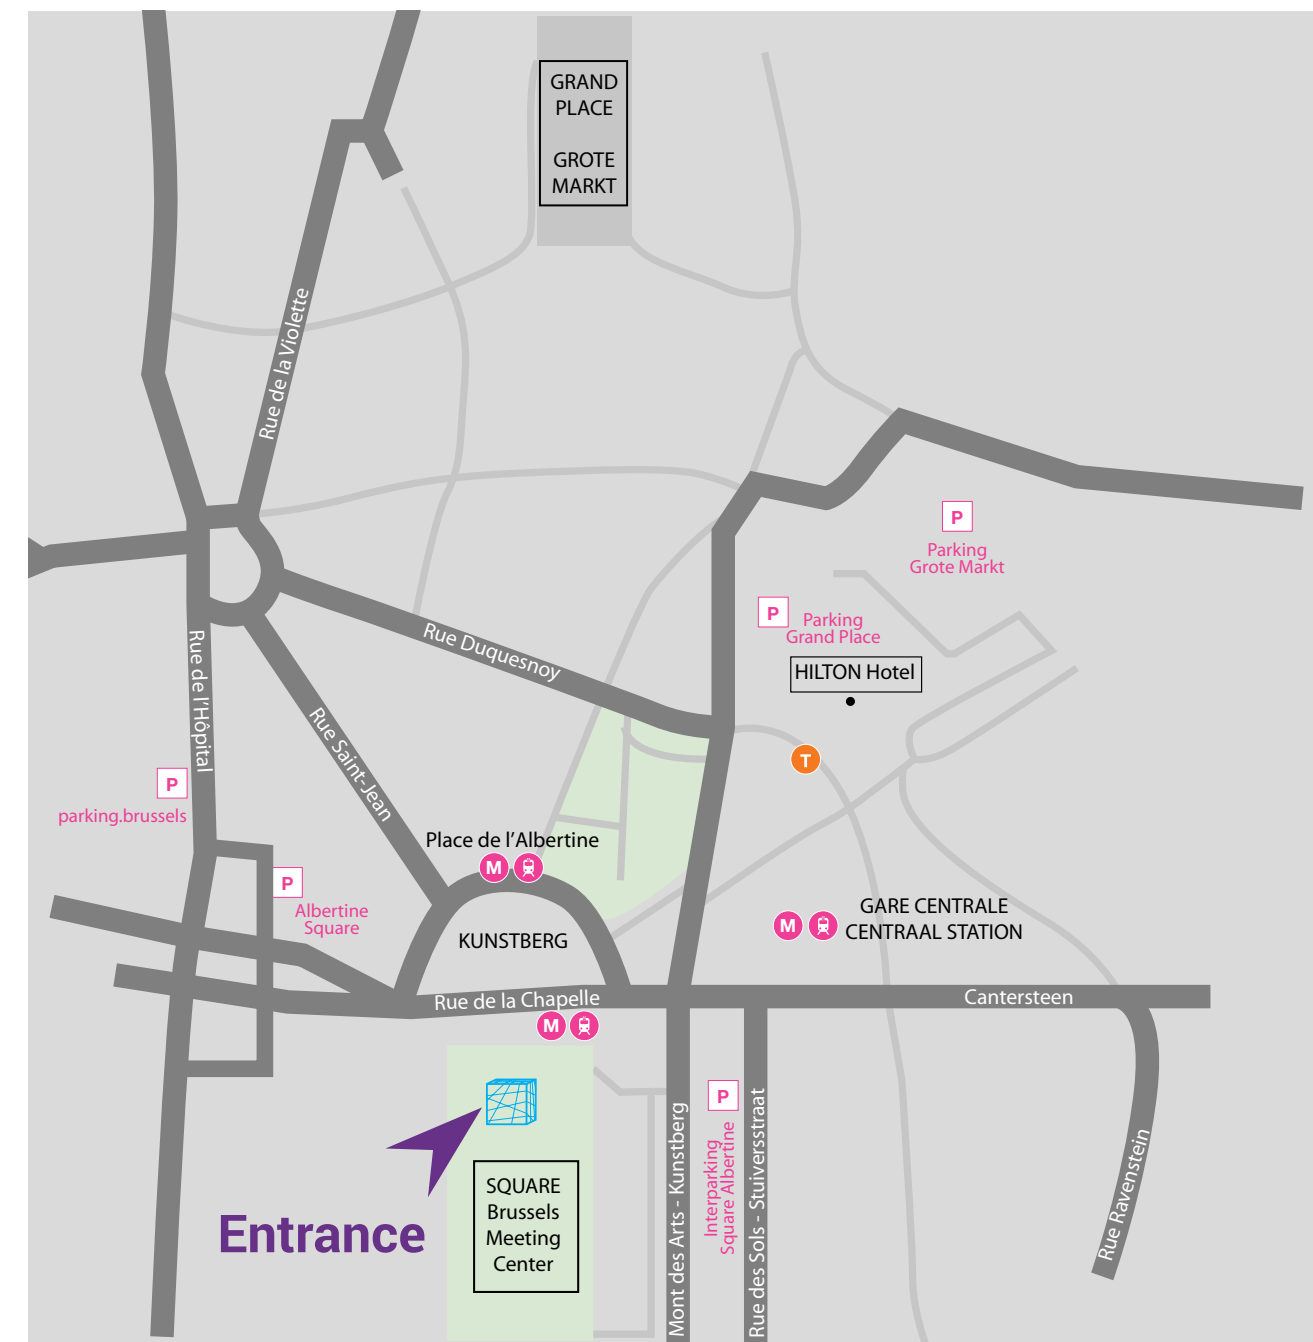 GRAND
PLACE
GROTE
MARKT
Rue de la Violette
P
Parking
Grote Markt
P
Parking
Grand Place
HILTON Hotel
T
Rue Duquesnoy
Rue de l'Hôpital
Rue Saint-Jean
P
parking.brussels
Place de l'Albertine
M
P
Albertine
Square
KUNSTBERG
M
GARE CENTRALE
CENTRAAL STATION
Rue de la Chapelle
Cantersteen
M
P
Interparking
Square Albertine
Mont des Arts - Kunstberg
Rue des Sols - Stuiversstraat
Rue Ravenstein
Entrance
SQUARE
Brussels
Meeting
Center